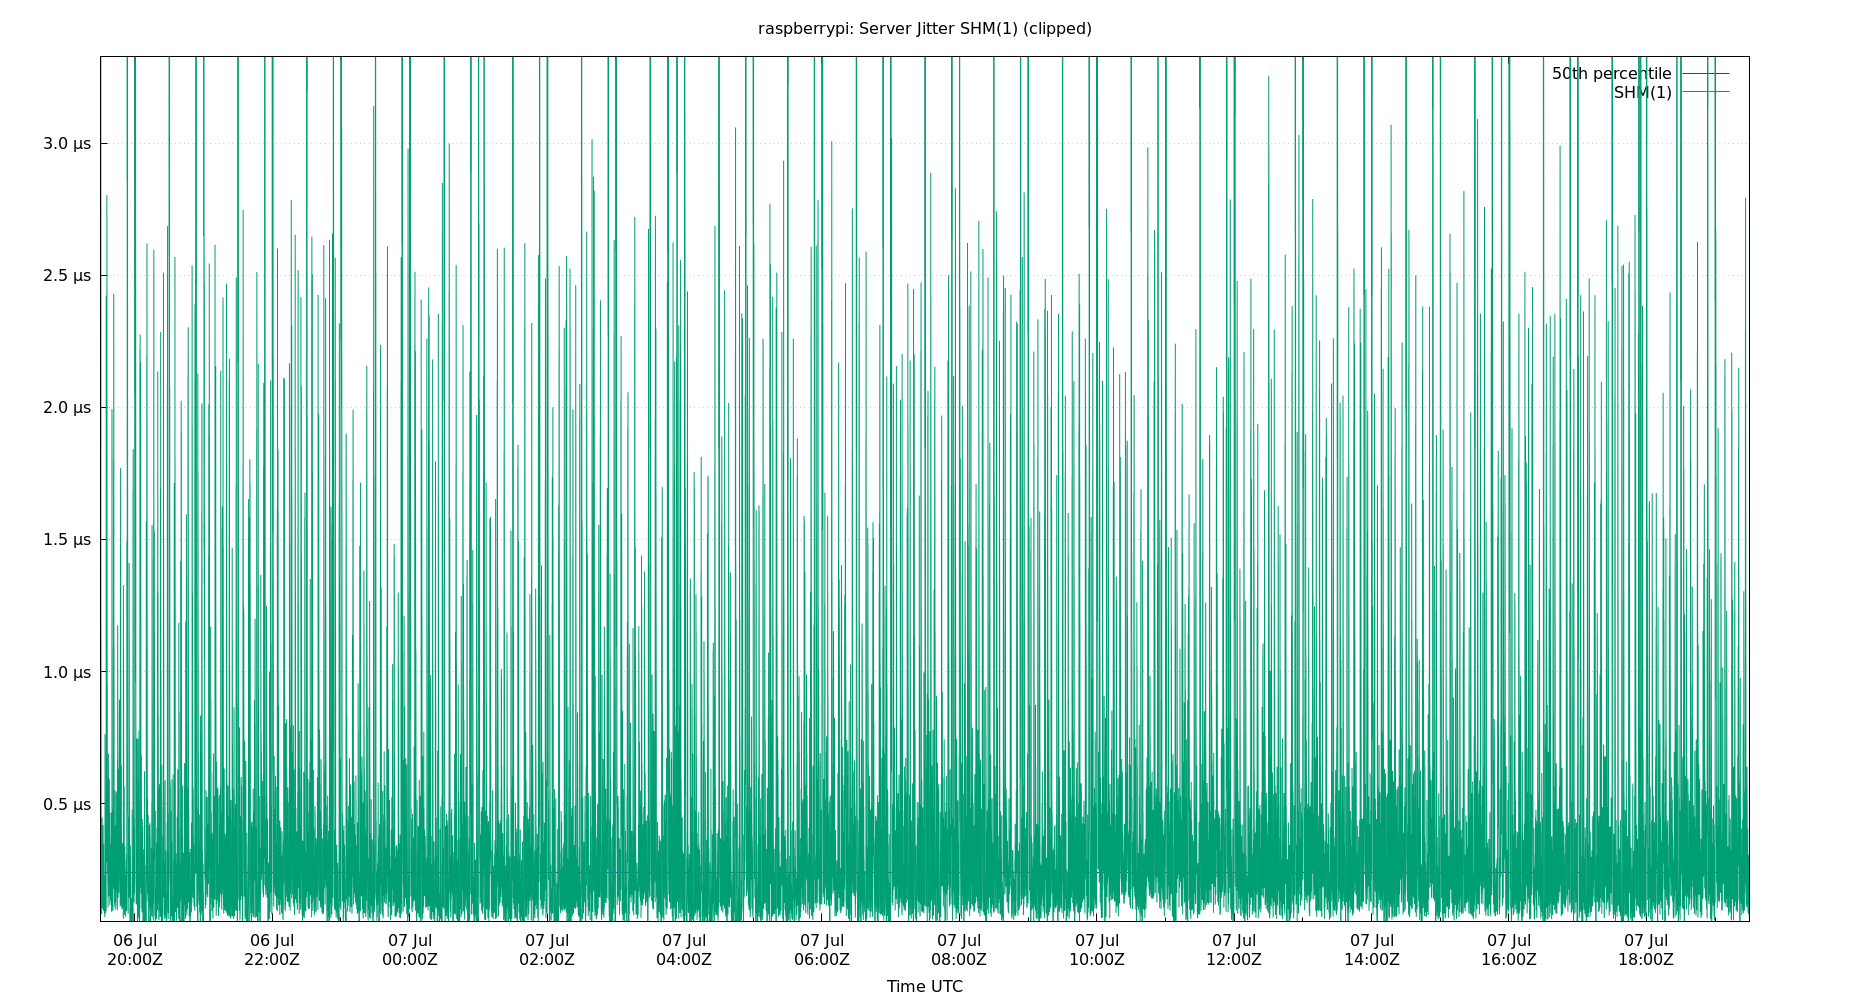 raspberrypi: Server Jitter SHM(1) (clipped)
50th percentile
SHM(1)
3.0 µs
2.5 µs
2.0 µs
1.5 µs
1.0 µs
0.5 µs
06 Jul 06 Jul 07 Jul 07 Jul 07 Jul 07 Jul 07 Jul 07 Jul 07 Jul 07 Jul 07 Jul 07 Jul
20:00Z 22:00Z 00:00Z 02:00Z 04:00Z 06:00Z 08:00Z 10:00Z 12:00Z 14:00Z 16:00Z 18:00Z
Time UTC